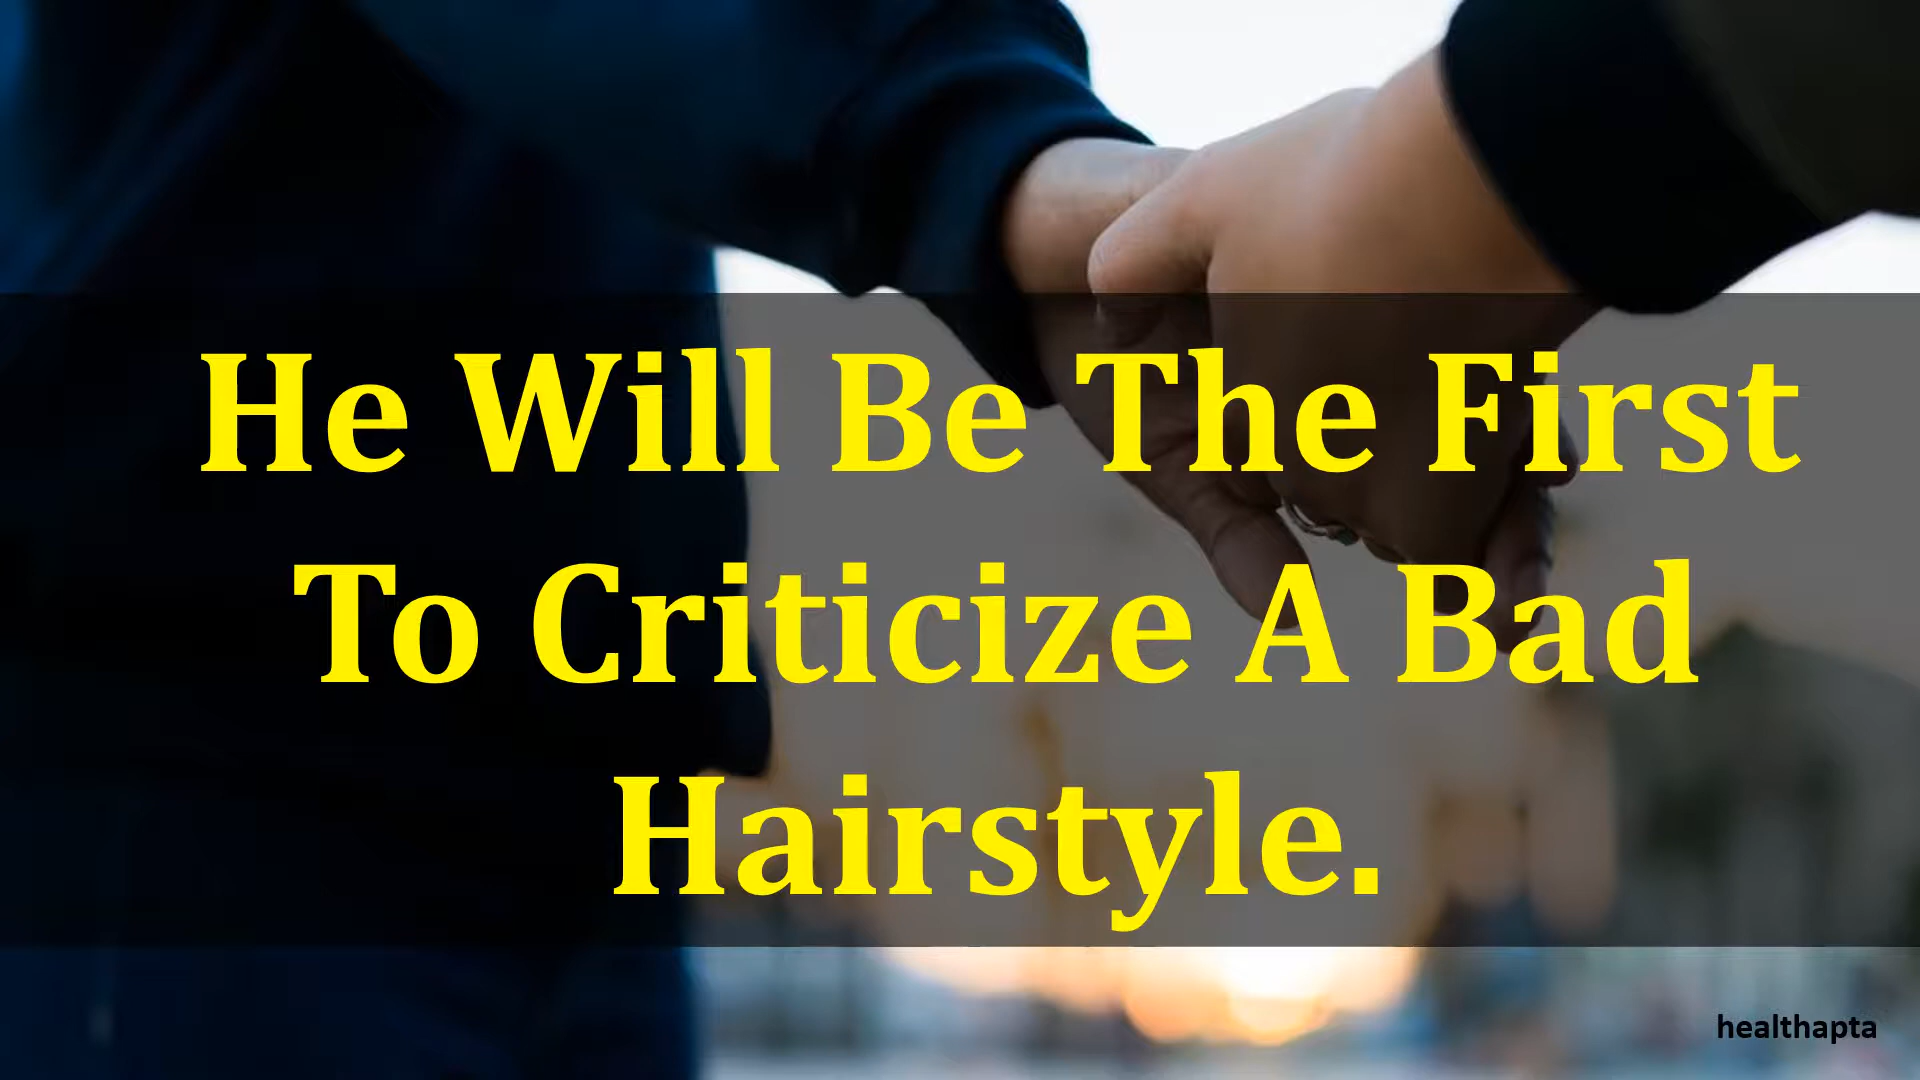 He Will Be The First
To Criticize A Bad
Hairstyle.
healthapta